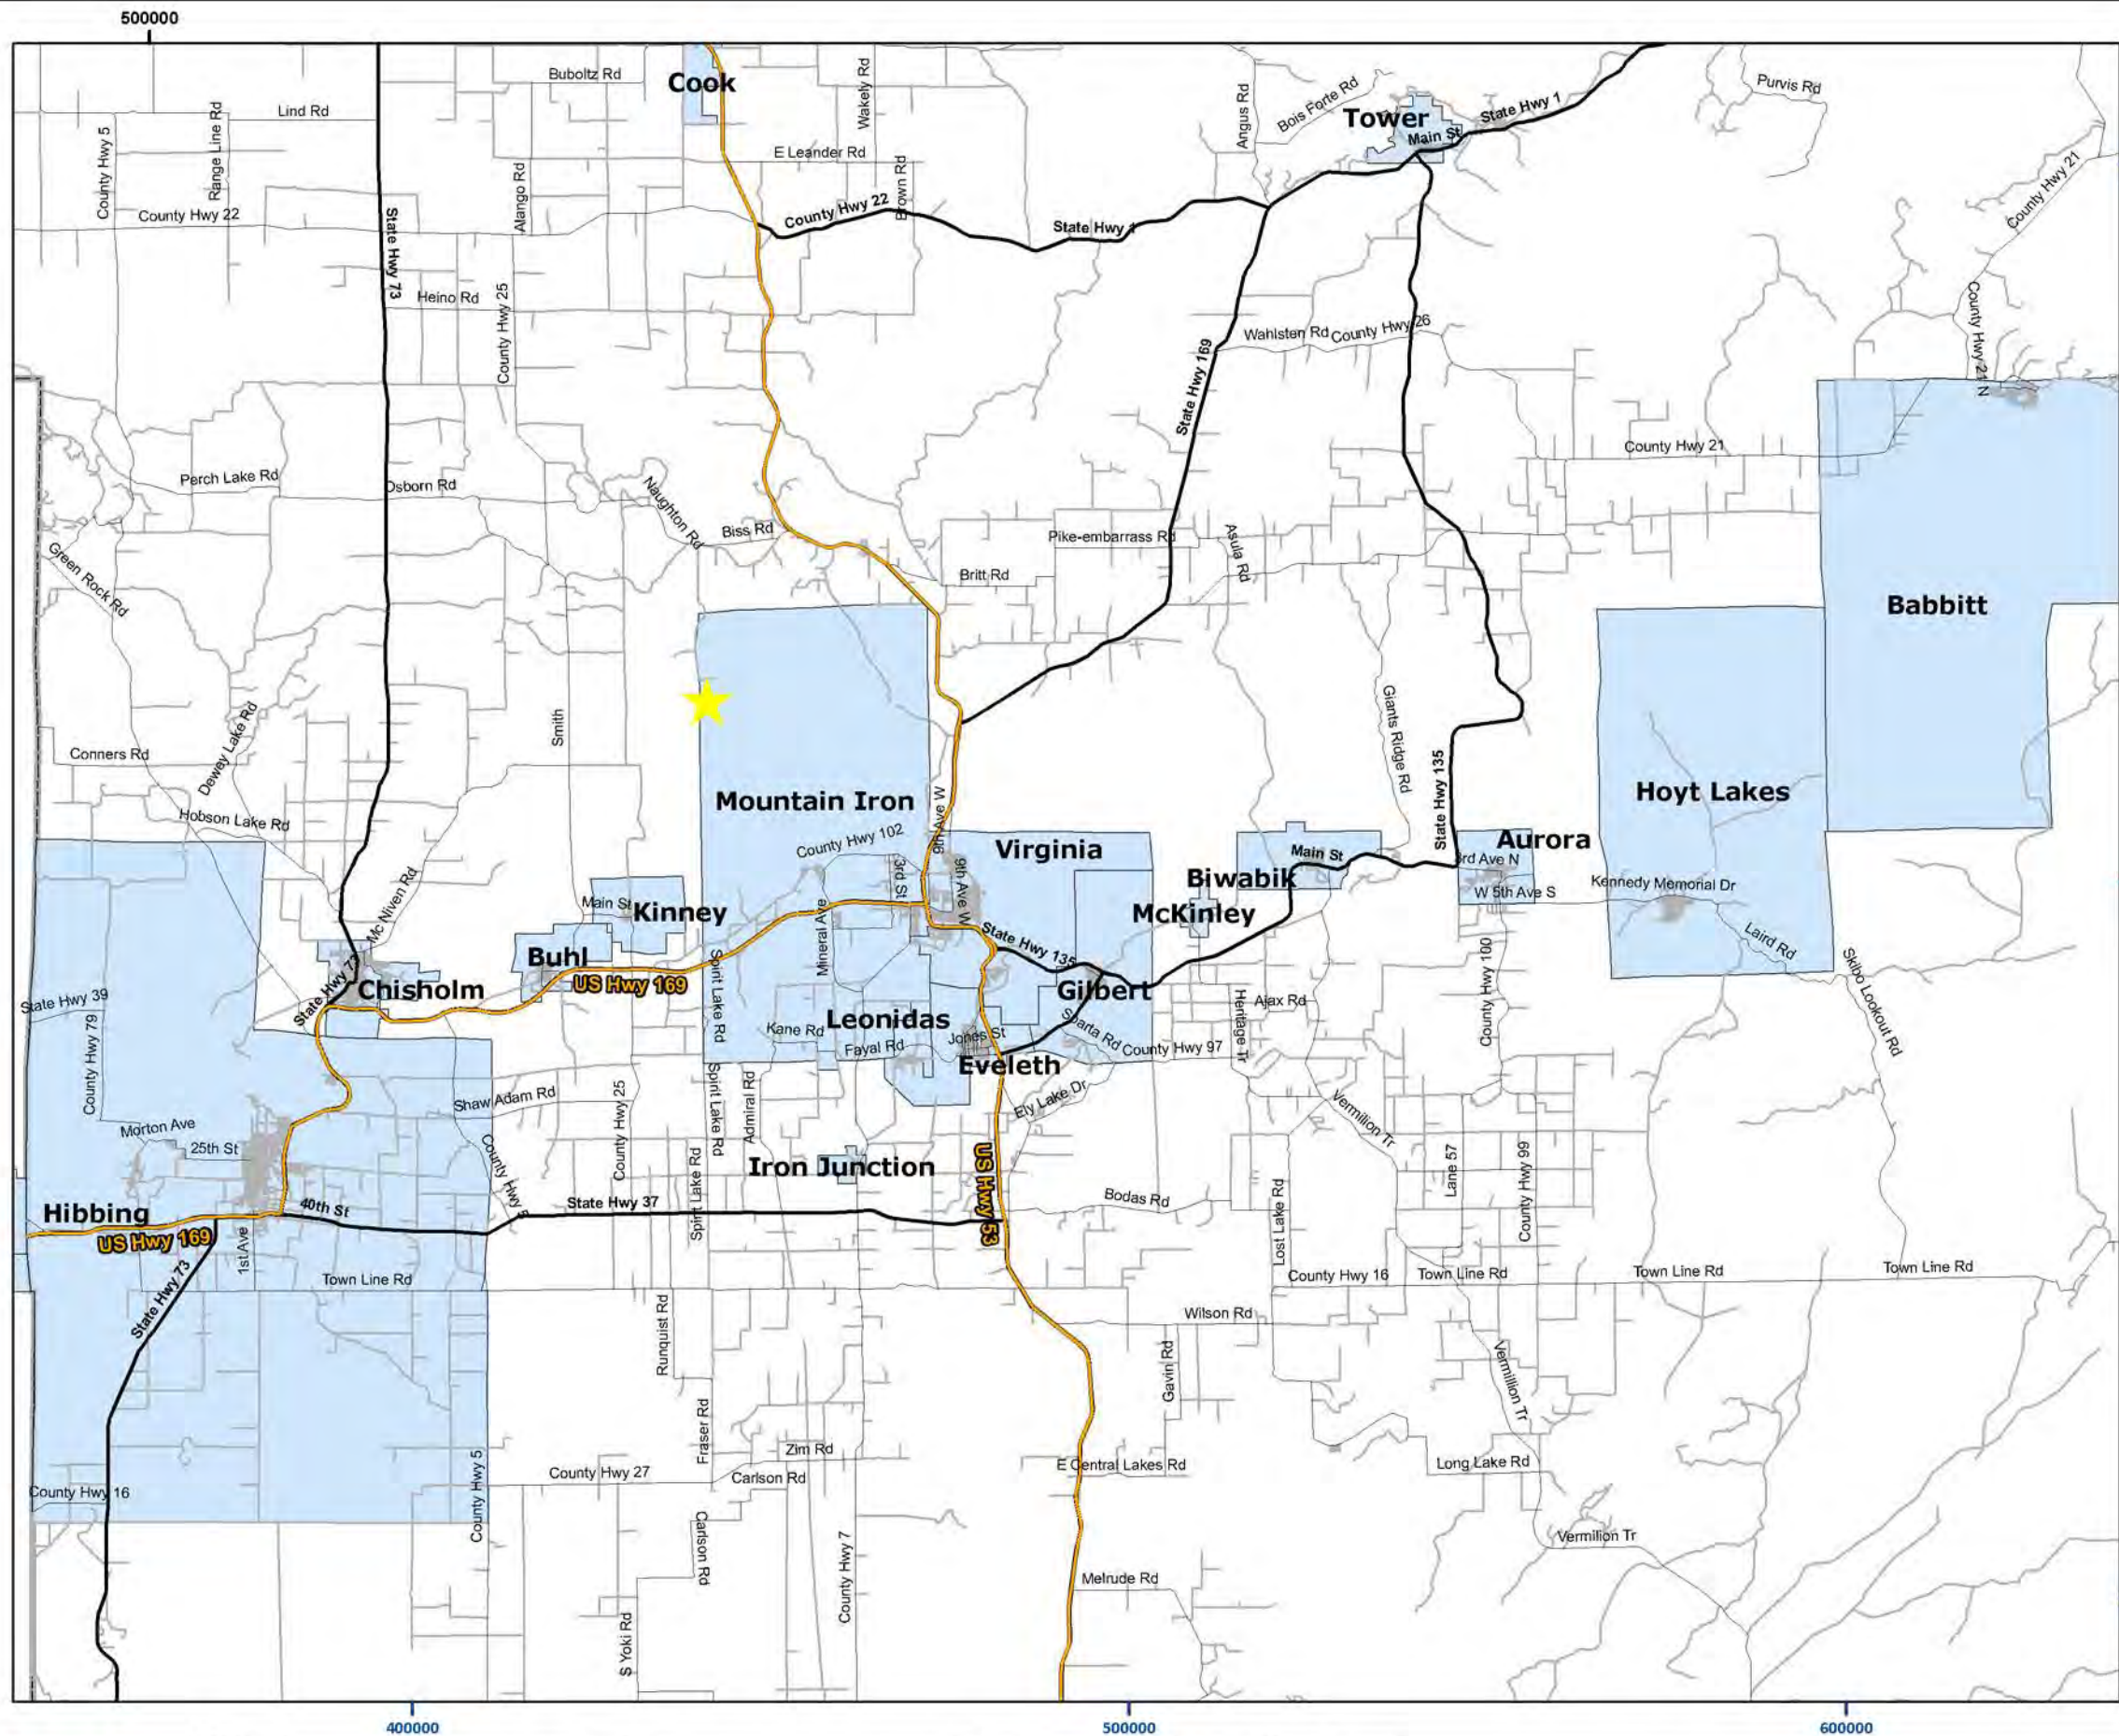 500000
Cook
Buboltz Rd
Wakely Rd
Angus Rd
Bois Forte Rd
Tower
Main St
State Hwy 1
Purvis Rd
Lind Rd
County Hwy 5
Range Line Rd
E Leander Rd
Alango Rd
Brown Rd
County Hwy 22
State Hwy 73
County Hwy 22
State Hwy 1
County Hwy 21
Heino Rd
County Hwy 25
Wahlsten Rd
County Hwy 26
County Hwy 21 N
State Hwy 169
County Hwy 21
Perch Lake Rd
Osborn Rd
Naughton Rd
Biss Rd
Pike-embarrass Rd
Asula Rd
Britt Rd
Green Rock Rd
Babbitt
Conners Rd
Dewey Lake Rd
Smith
Giants Ridge Rd
State Hwy 135
Hoyt Lakes
Mountain Iron
Hobson Lake Rd
County Hwy 102
9th Ave W
Virginia
Main St
Aurora
3rd Ave N
W 5th Ave S
Kennedy Memorial Dr
3rd St
9th Ave W
Biwabik
McKinley
Mc Niven Rd
Main St
Kinney
Mineral Ave
State Hwy 135
Laird Rd
Skibo Lookout Rd
Buhl
US Hwy 169
Spirit Lake Rd
Chisholm
State Hwy 73
Gilbert
County Hwy 100
State Hwy 39
County Hwy 79
Kane Rd
Leonidas
Fayal Rd
Jones St
Sparta Rd
County Hwy 97
Heritage Tr
Ajax Rd
Eveleth
Ely Lake Dr
Shaw Adam Rd
County Hwy 25
Spirit Lake Rd
Admiral Rd
Vermilion Tr
Morton Ave
25th St
County Hwy 5
Spirit Lake Rd
Iron Junction
US Hwy 53
Lane 57
County Hwy 99
Hibbing
US Hwy 169
40th St
State Hwy 37
Bodas Rd
Lost Lake Rd
1st Ave
State Hwy 73
Town Line Rd
County Hwy 16
Town Line Rd
Town Line Rd
Town Line Rd
Runquist Rd
Wilson Rd
Gavin Rd
Vermillion Tr
Fraser Rd
Zim Rd
Carlson Rd
County Hwy 27
County Hwy 5
E Central Lakes Rd
Long Lake Rd
County Hwy 16
Carlson Rd
County Hwy 7
Vermilion Tr
Melrude Rd
S Yoki Rd
400000
500000
600000